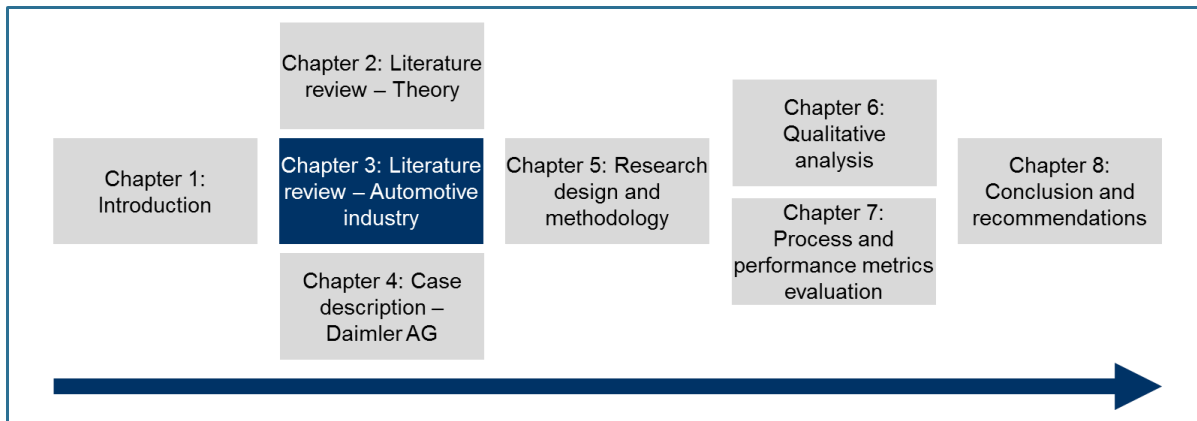 Chapter 1:
Introduction
Chapter 2: Literature
review – Theory
Chapter 3: Literature
review – Automotive
industry
Chapter 4: Case
description –
Daimler AG
Chapter 5: Research
design and
methodology
Chapter 6:
Qualitative
analysis
Chapter 7:
Process and
performance metrics
evaluation
Chapter 8:
Conclusion and
recommendations